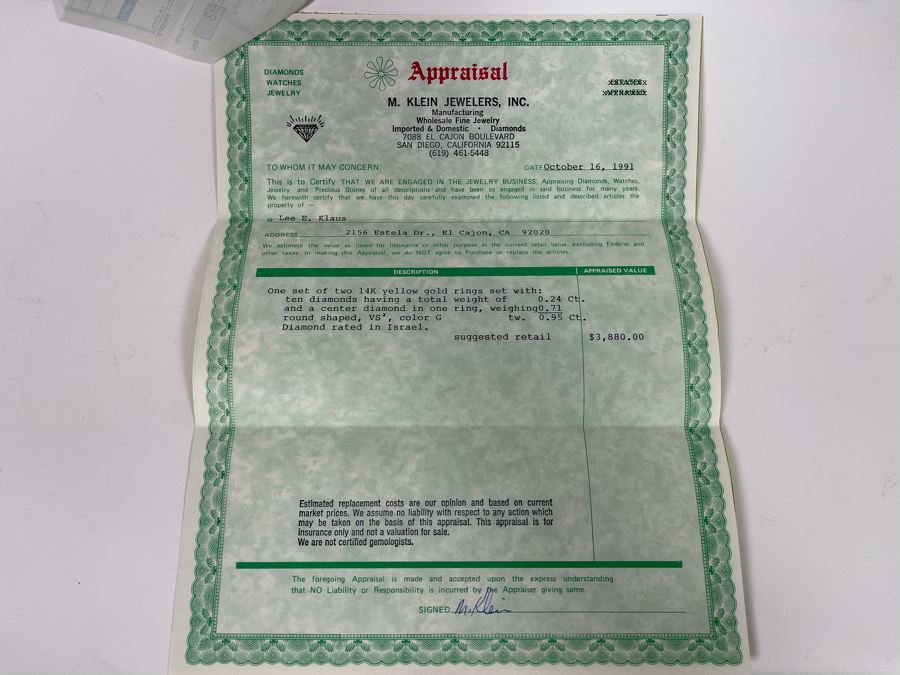 Appraisal
DIAMONDS
WATCHES
JEWELRY
ESTATES
APPRAISED
M. KLEIN JEWELERS, INC.
Manufacturing
Wholesale Fine Jewelry
Imported & Domestic • Diamonds
7088 EL CAJON BOULEVARD
SAN DIEGO, CALIFORNIA 92115
(619) 461-5448
TO WHOM IT MAY CONCERN:
DATE October 16, 1991
This is to Certify THAT WE ARE ENGAGED IN THE JEWELRY BUSINESS, Appraising Diamonds, Watches,
Jewelry and Precious Stones of all descriptions and have been so engaged in said business for many years.
We herewith certify that we have this day carefully examined the following listed and described articles the
property of —
M Lee E. Klaus
ADDRESS 2156 Estela Dr., El Cajon, CA 92020
We estimate the value as listed for Insurance or other purpose at the current retail value, excluding Federal and
other taxes. In making this Appraisal, we do NOT agree to Purchase or replace the articles.
DESCRIPTION APPRAISED VALUE
One set of two 14K yellow gold rings set with:
ten diamonds having a total weight of 0.24 Ct.
and a center diamond in one ring, weighing0.71
round shaped, VS², color G tw. 0.95 Ct.
Diamond rated in Israel.
suggested retail $3,880.00
Estimated replacement costs are our opinion and based on current
market prices. We assume no liability with respect to any action which
may be taken on the basis of this appraisal. This appraisal is for
Insurance only and not a valuation for sale.
We are not certified gemologists.
The foregoing Appraisal is made and accepted upon the express understanding
that NO Liability or Responsibility is incurred by the Appraiser giving same.
SIGNED M. Klein